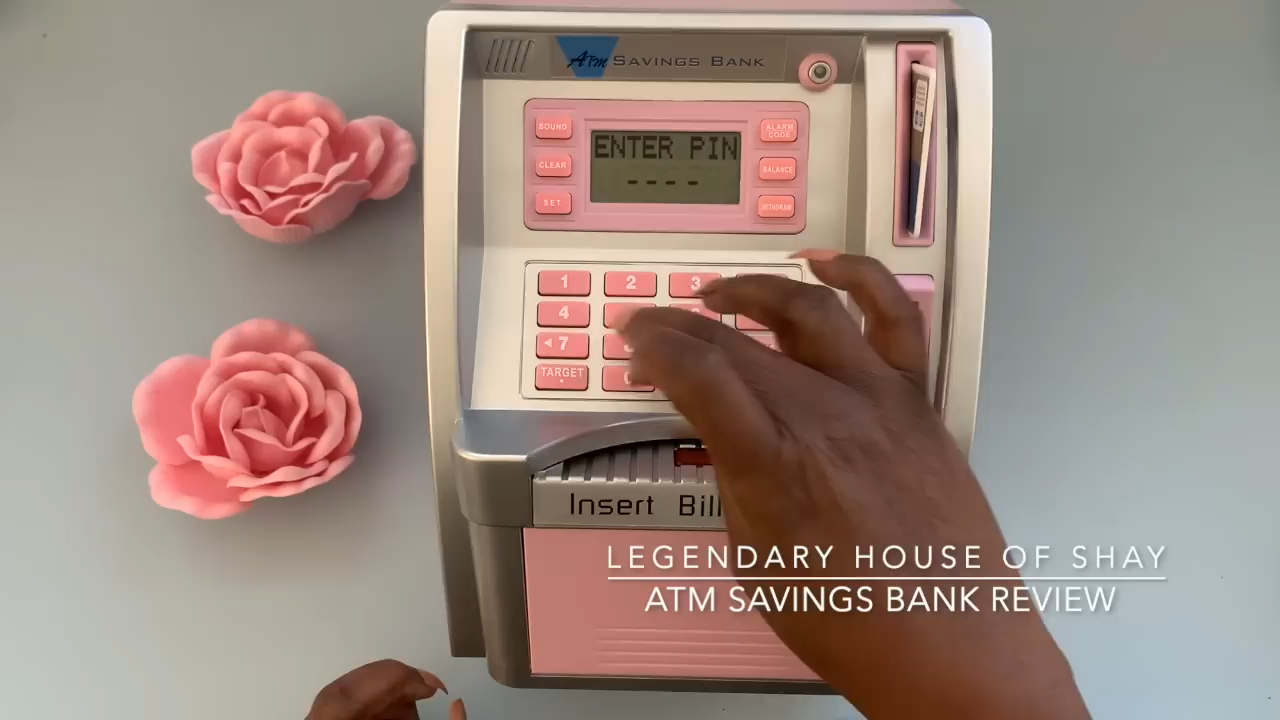 ATM SAVINGS BANK
SOUND
ENTER PIN
ALARM CODE
CLEAR
- - - -
BALANCE
SET
WITHDRAW
1 2 3
4
7
TARGET
Insert Bill
LEGENDARY HOUSE OF SHAY
ATM SAVINGS BANK REVIEW